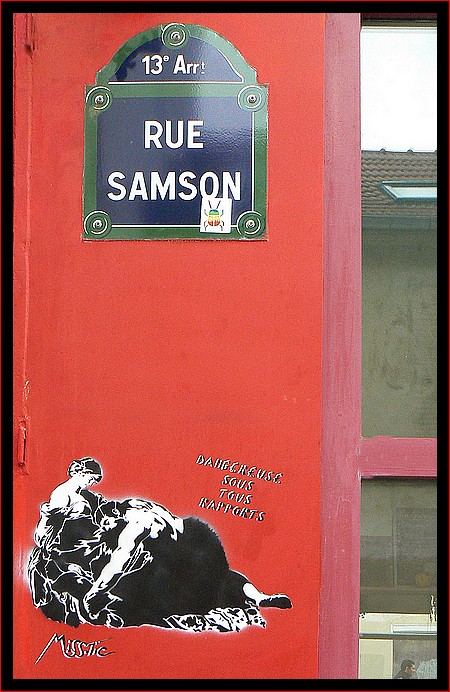 13e Arrt
RUE
SAMSON
DANGEREUSE
SOUS
TOUS
RAPPORTS
MISS.TIC